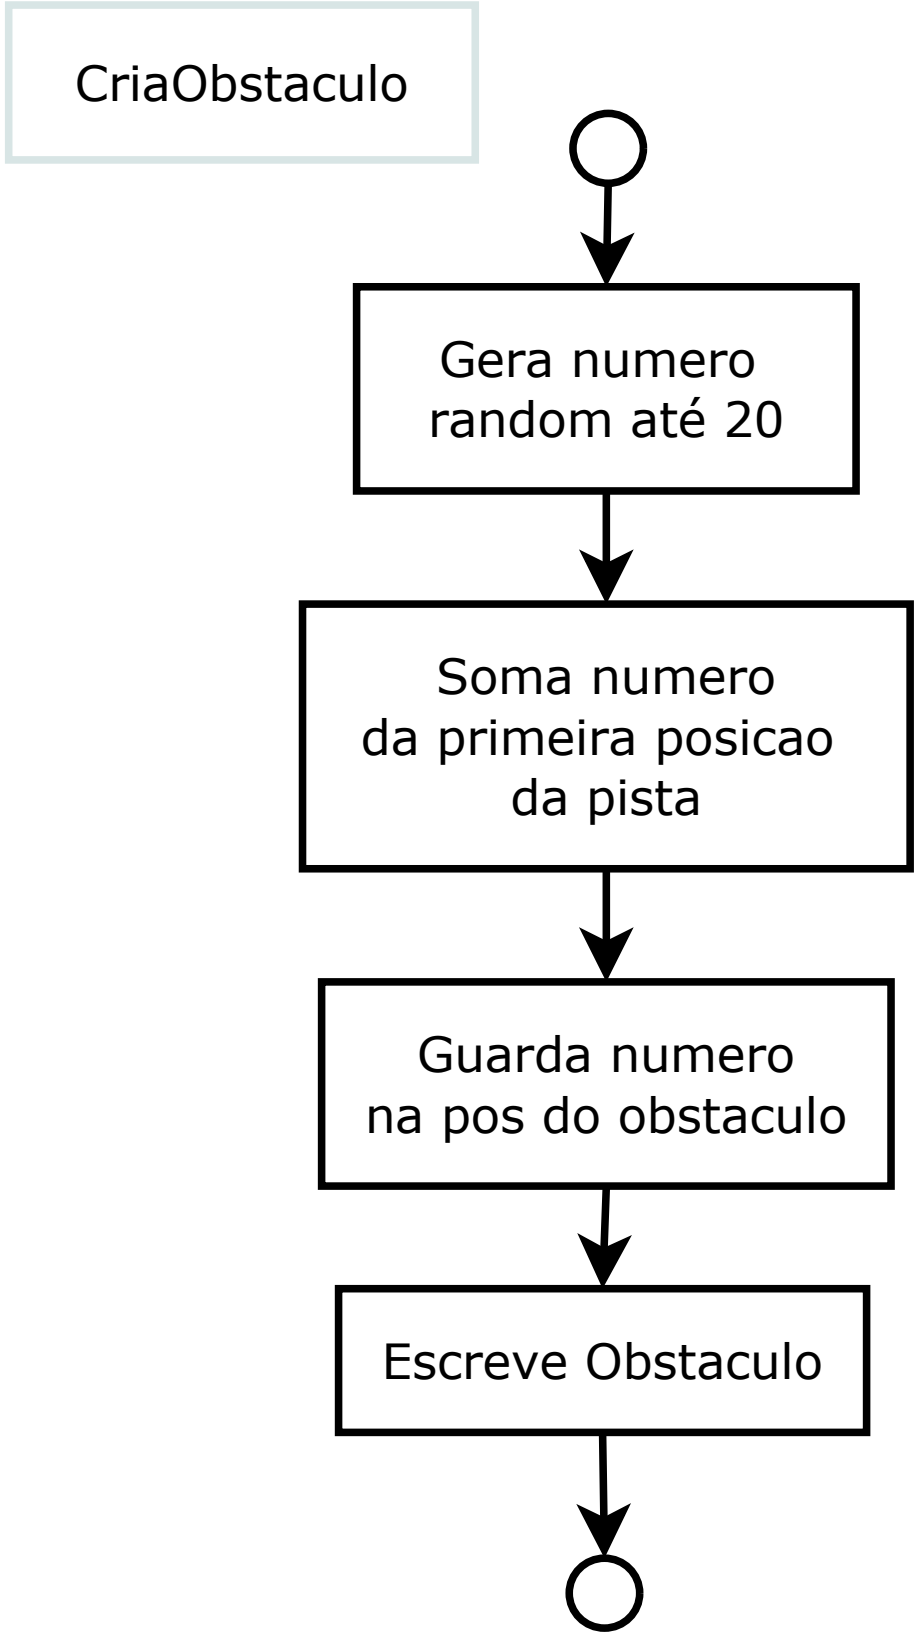 CriaObstaculo
Gera numero
random até 20
Soma numero
da primeira posicao
da pista
Guarda numero
na pos do obstaculo
Escreve Obstaculo